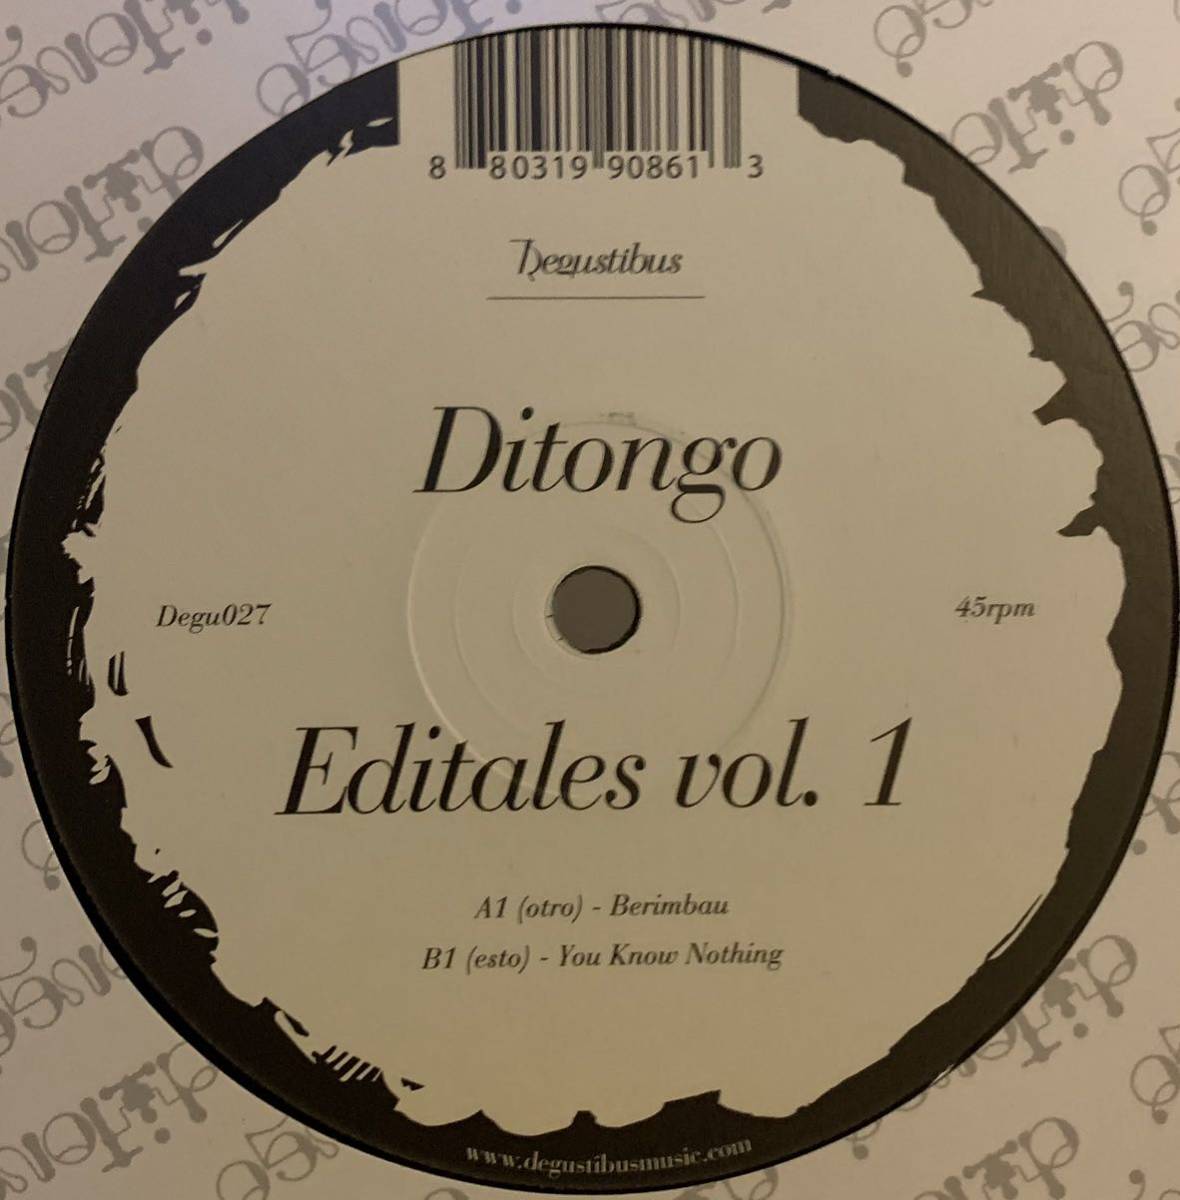 8 80319 90861 3
Degustibus
Ditongo
Degu027
45rpm
Editales vol. 1
A1 (otro) - Berimbau
B1 (esto) - You Know Nothing
www.degustibusmusic.com